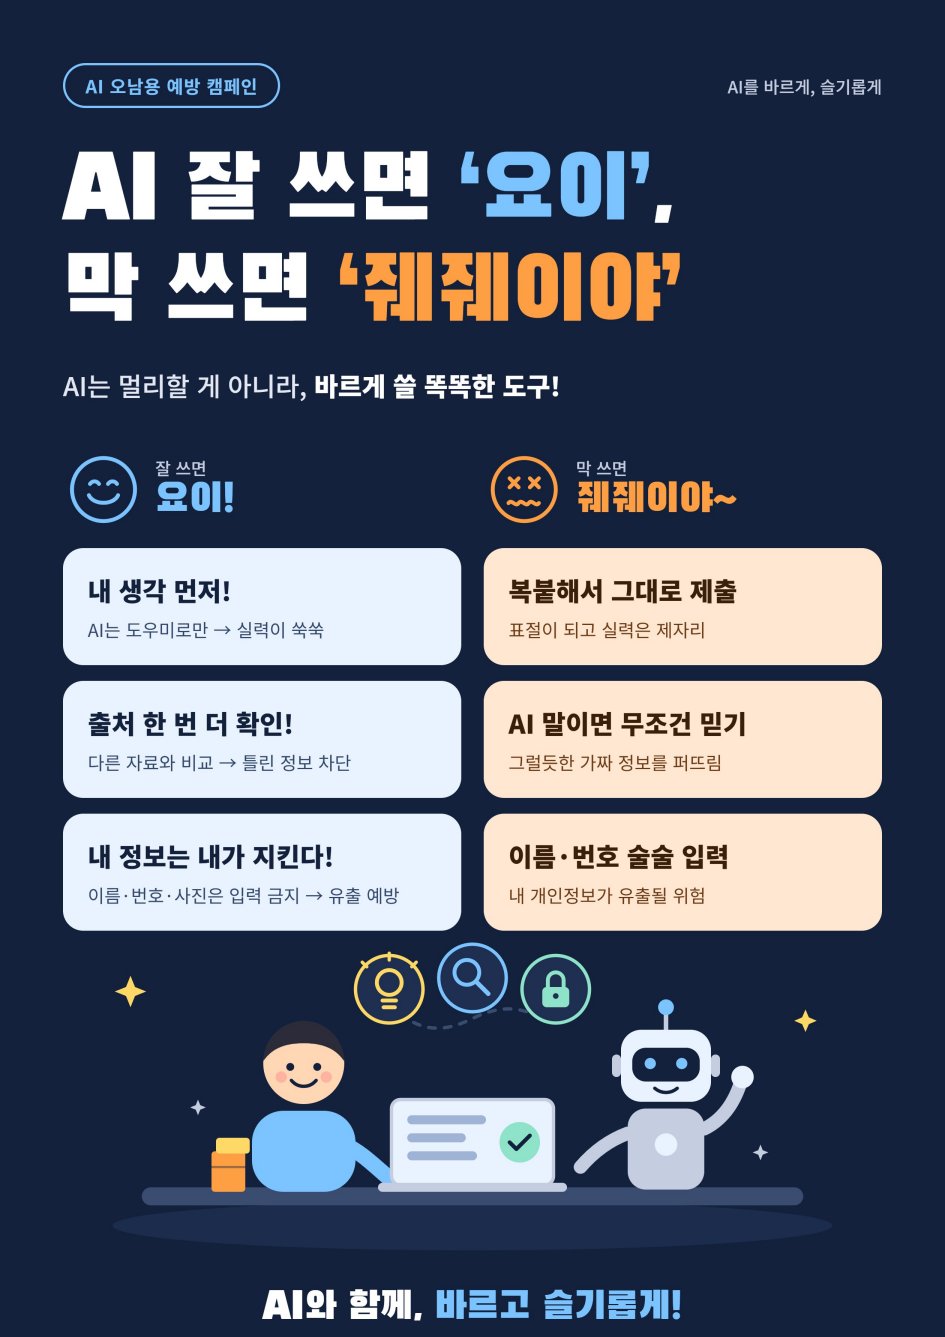 AI 오남용 예방 캠페인
AI를 바르게, 슬기롭게
AI 잘 쓰면 ‘요이’,
막 쓰면 ‘줴줴이야’
AI는 멀리할 게 아니라, 바르게 쓸 똑똑한 도구!
잘 쓰면
요이!
막 쓰면
줴줴이야~
내 생각 먼저!
AI는 도우미로만 → 실력이 쑥쑥
복붙해서 그대로 제출
표절이 되고 실력은 제자리
출처 한 번 더 확인!
다른 자료와 비교 → 틀린 정보 차단
AI 말이면 무조건 믿기
그럴듯한 가짜 정보를 퍼뜨림
내 정보는 내가 지킨다!
이름·번호·사진은 입력 금지 → 유출 예방
이름·번호 술술 입력
내 개인정보가 유출될 위험
AI와 함께, 바르고 슬기롭게!